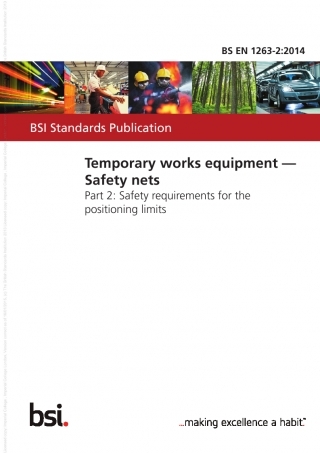 BS EN 1263-2:2014
BSI Standards Publication
Temporary works equipment —
Safety nets
Part 2: Safety requirements for the
positioning limits
bsi.
...making excellence a habit.™